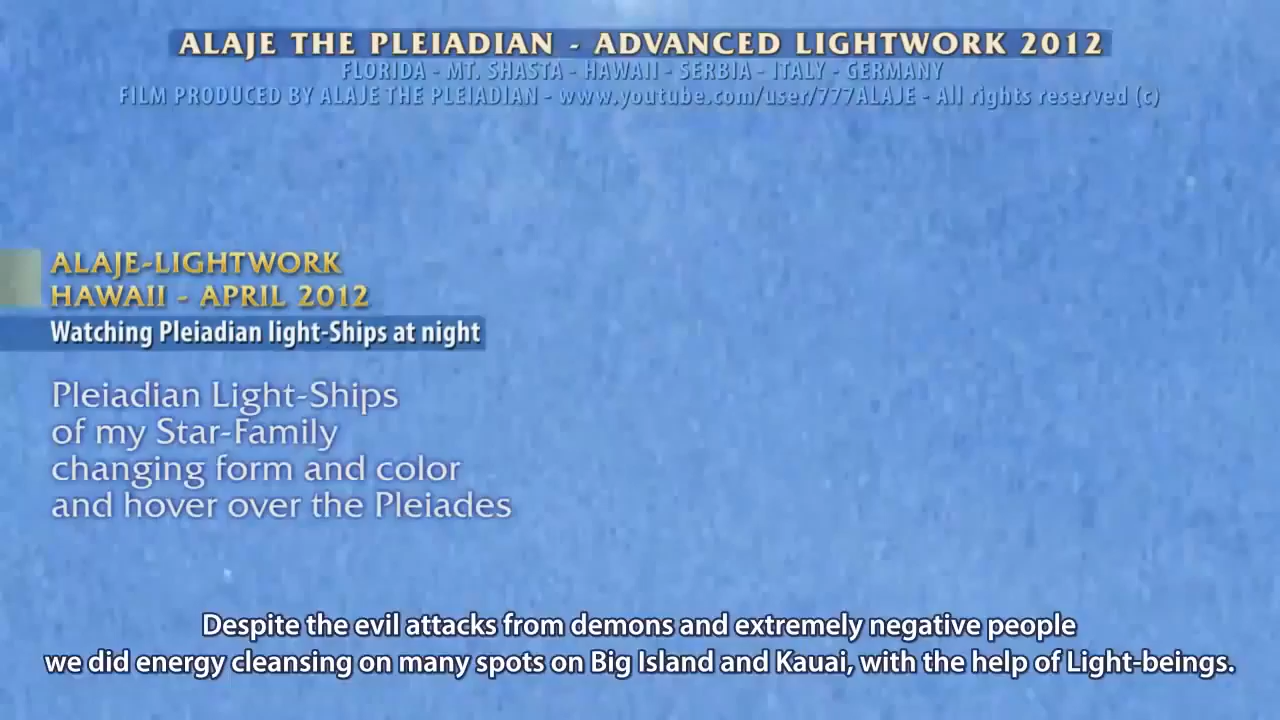 ALAJE THE PLEIADIAN - ADVANCED LIGHTWORK 2012
FLORIDA - MT. SHASTA - HAWAII - SERBIA - ITALY - GERMANY
FILM PRODUCED BY ALAJE THE PLEIADIAN - www.youtube.com/user/777ALAJE - All rights reserved (c)
ALAJE-LIGHTWORK
HAWAII - APRIL 2012
Watching Pleiadian light-Ships at night
Pleiadian Light-Ships
of my Star-Family
changing form and color
and hover over the Pleiades
Despite the evil attacks from demons and extremely negative people
we did energy cleansing on many spots on Big Island and Kauai, with the help of Light-beings.